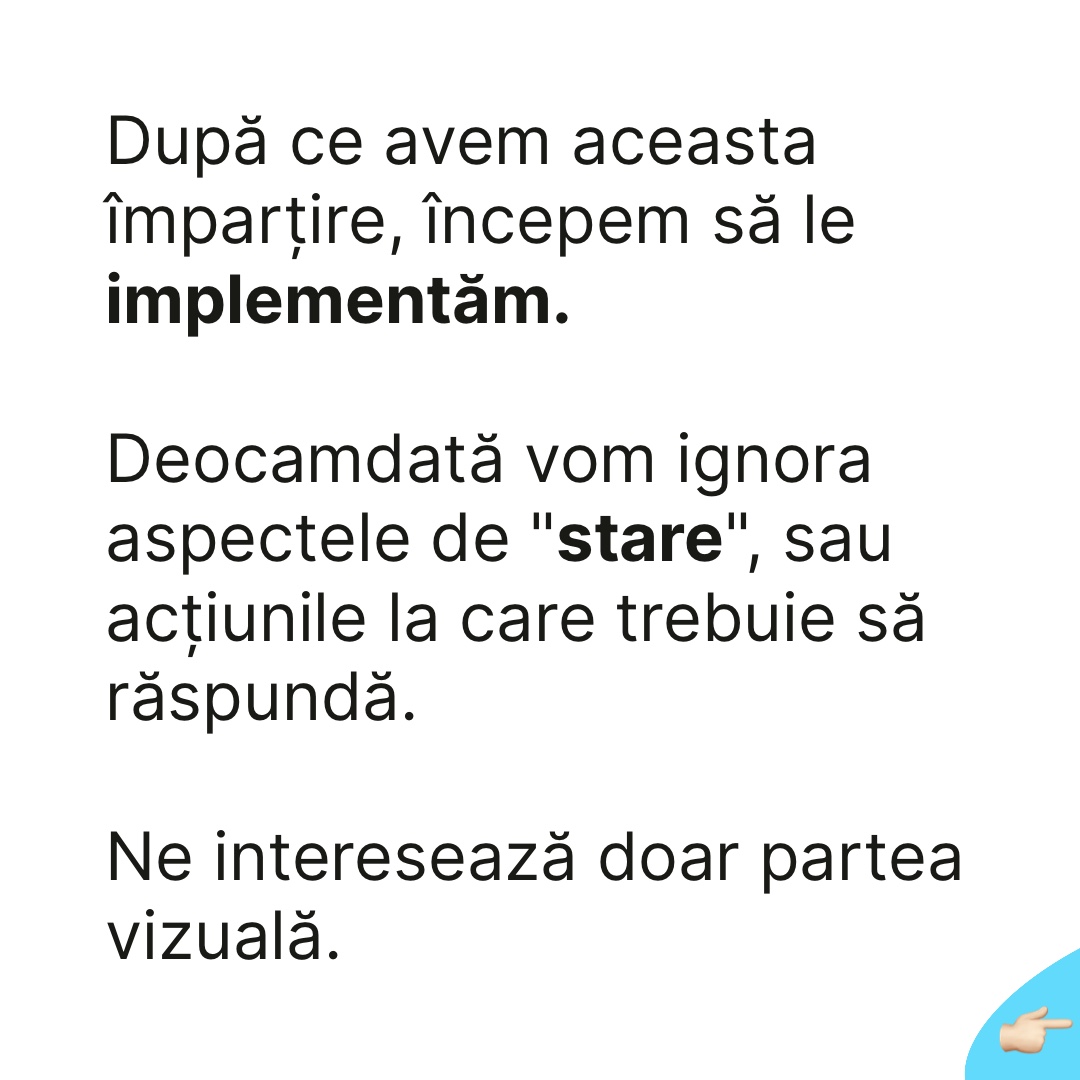 După ce avem aceasta
împarțire, începem să le
implementăm.
Deocamdată vom ignora
aspectele de "stare", sau
acțiunile la care trebuie să
răspundă.
Ne interesează doar partea
vizuală.